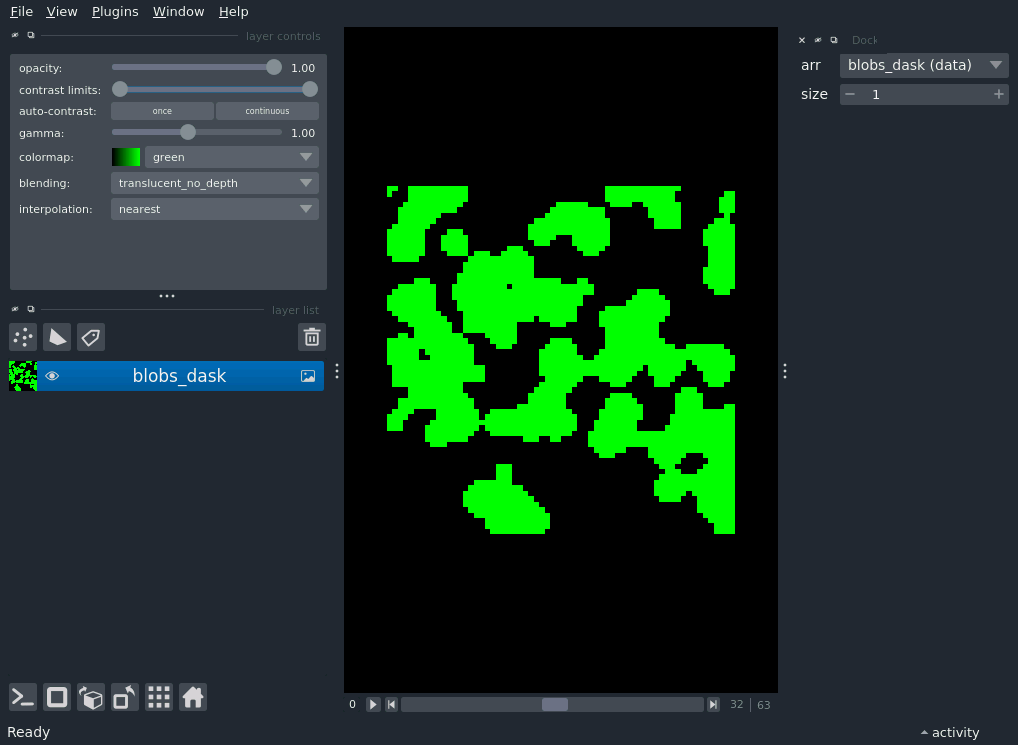 File View Plugins Window Help
layer controls
opacity: 1.00
contrast limits:
auto-contrast: once continuous
gamma: 1.00
colormap: green
blending: translucent_no_depth
interpolation: nearest
layer list
blobs_dask
0 32 63
Ready
activity
Dock
arr blobs_dask (data)
size 1